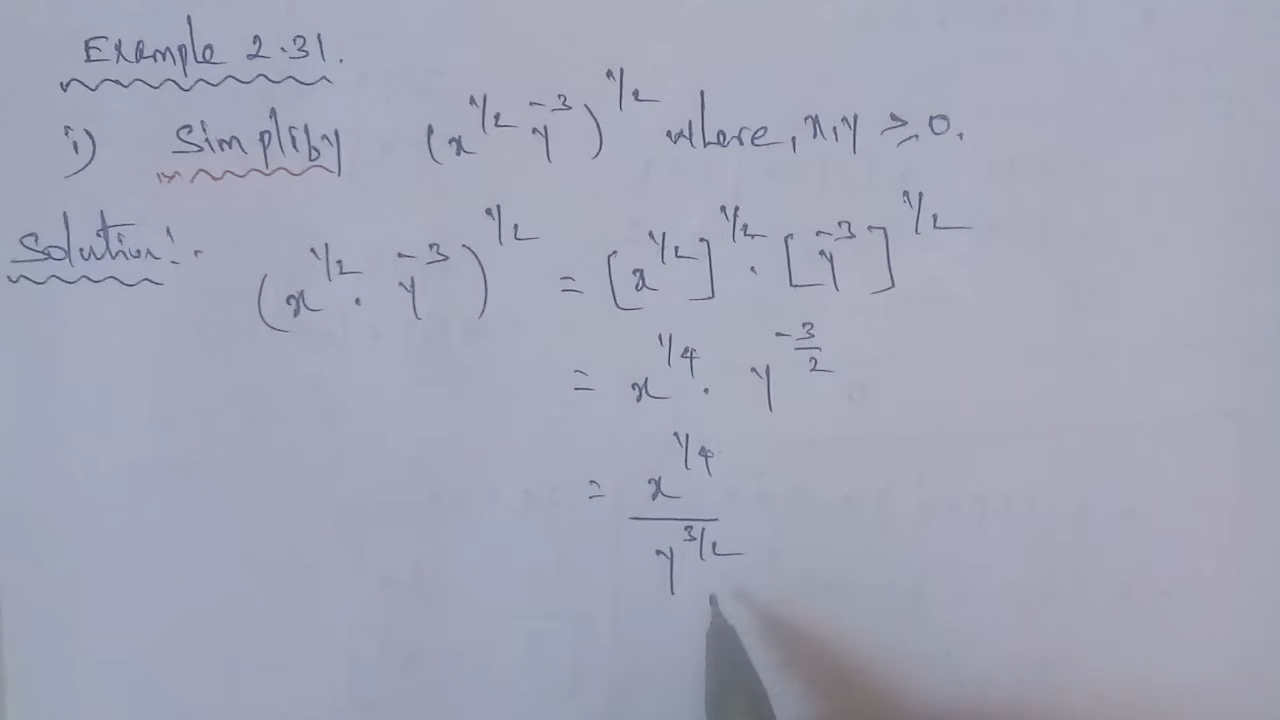 Example 2.31.
i) Simplify (x^1/2 y^-3)^1/2 where, x,y ≥ 0.
Solution:- (x^1/2 . y^-3)^1/2 = [x^1/2]^1/2 . [y^-3]^1/2
= x^1/4 . y^-3/2
= x^1/4 / y^3/2